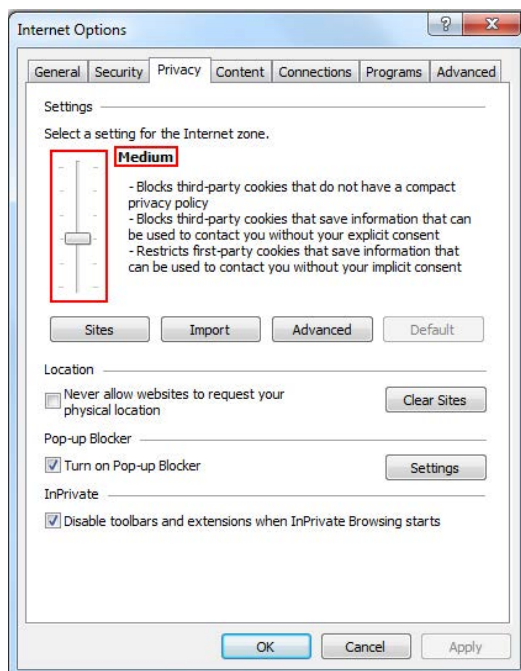 Internet Options
General Security Privacy Content Connections Programs Advanced
Settings
Select a setting for the Internet zone.
Medium
- Blocks third-party cookies that do not have a compact
privacy policy
- Blocks third-party cookies that save information that can
be used to contact you without your explicit consent
- Restricts first-party cookies that save information that
can be used to contact you without your implicit consent
Sites Import Advanced Default
Location
Never allow websites to request your
physical location
Clear Sites
Pop-up Blocker
Turn on Pop-up Blocker
Settings
InPrivate
Disable toolbars and extensions when InPrivate Browsing starts
OK Cancel Apply